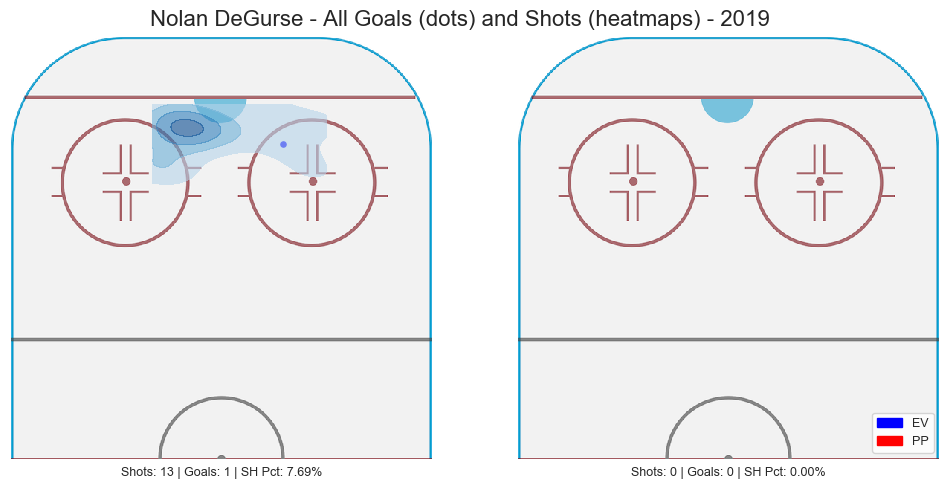 Nolan DeGurse - All Goals (dots) and Shots (heatmaps) - 2019
EV
PP
Shots: 13 | Goals: 1 | SH Pct: 7.69%
Shots: 0 | Goals: 0 | SH Pct: 0.00%